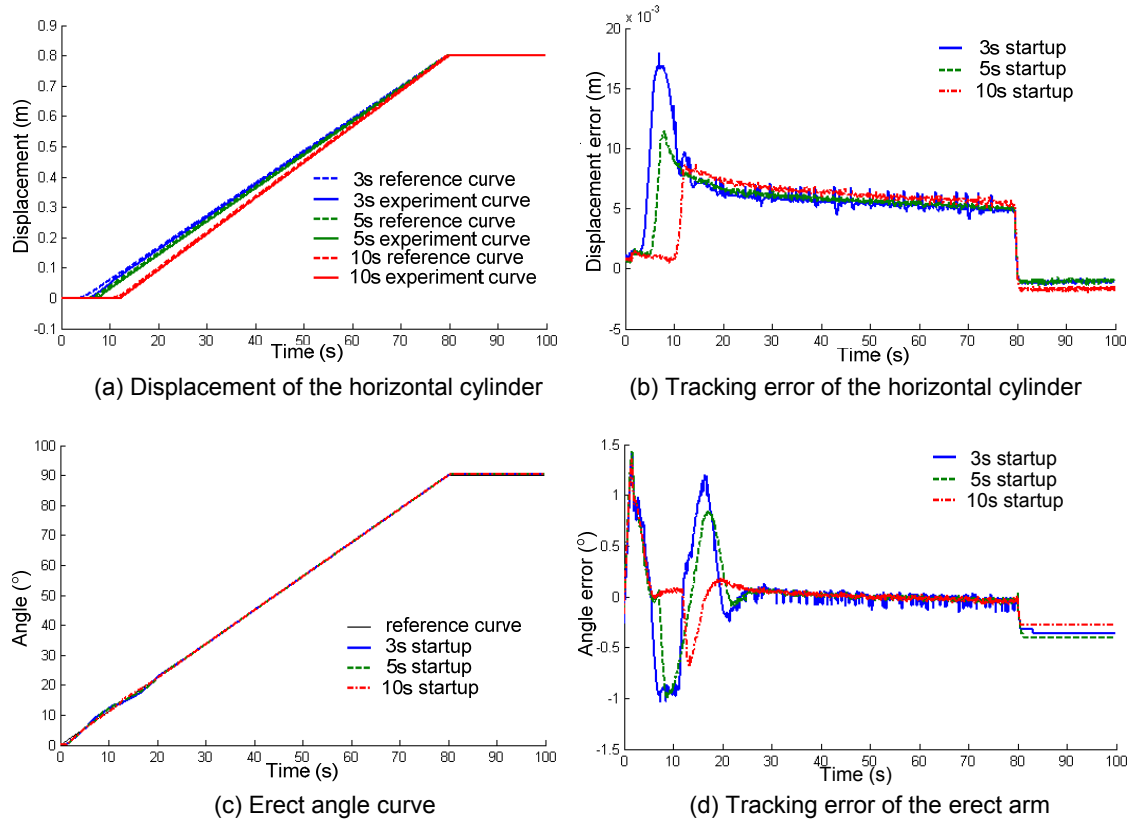 0.9
0.8
0.7
0.6
0.5
0.4
0.3
0.2
0.1
0
-0.1
Displacement (m)
3s reference curve
3s experiment curve
5s reference curve
5s experiment curve
10s reference curve
10s experiment curve
0 10 20 30 40 50 60 70 80 90 100
Time (s)
(a) Displacement of the horizontal cylinder
x 10⁻³
20
15
10
5
0
-5
Displacement error (m)
3s startup
5s startup
10s startup
0 10 20 30 40 50 60 70 80 90 100
Time (s)
(b) Tracking error of the horizontal cylinder
100
90
80
70
60
50
40
30
20
10
0
Angle (°)
reference curve
3s startup
5s startup
10s startup
0 10 20 30 40 50 60 70 80 90 100
Time (s)
(c) Erect angle curve
1.5
1
0.5
0
-0.5
-1
-1.5
Angle error (°)
3s startup
5s startup
10s startup
0 10 20 30 40 50 60 70 80 90 100
Time (s)
(d) Tracking error of the erect arm